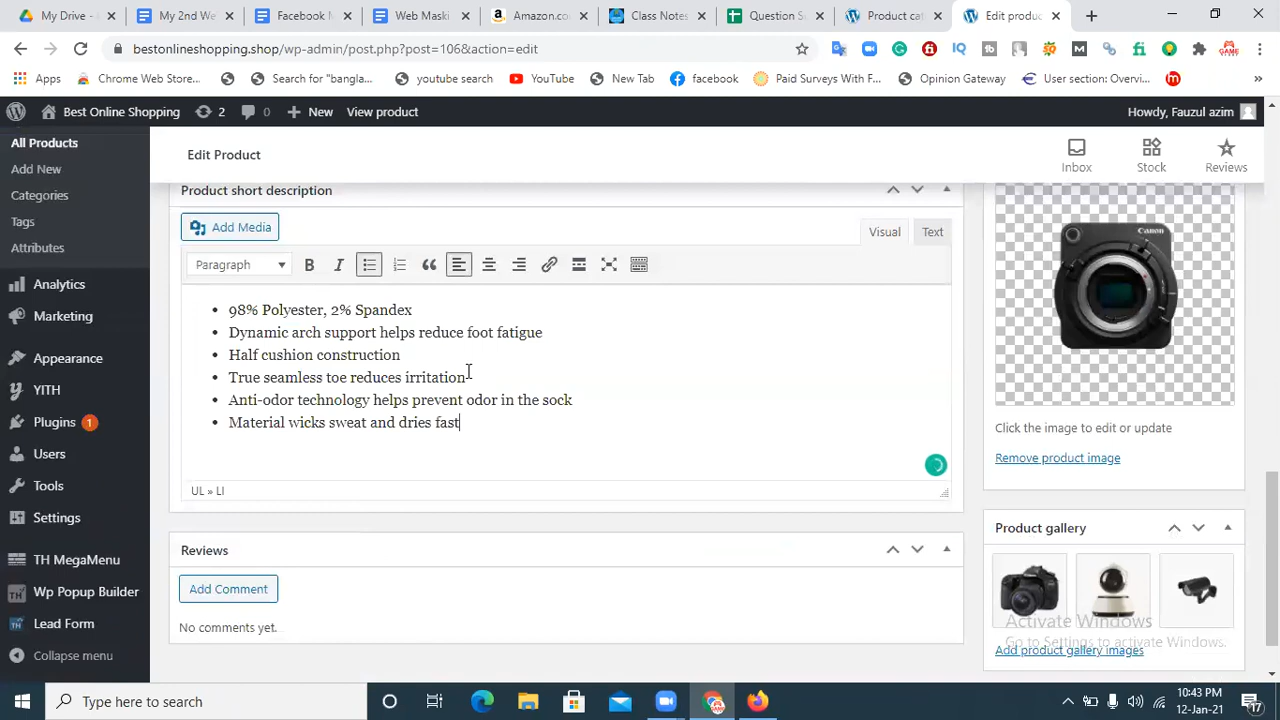 My Drive -
My 2nd We
Facebook M
Web Maski
Amazon.co
Class Notes
Question S
Product ca
Edit produc
bestonlineshopping.shop/wp-admin/post.php?post=106&action=edit
Apps
Chrome Web Store...
Search for "bangla...
youtube search
YouTube
New Tab
facebook
Paid Surveys With F...
Opinion Gateway
User section: Overvi...
Best Online Shopping
2
0
New
View product
Howdy, Fauzul azim
All Products
Add New
Categories
Tags
Attributes
Analytics
Marketing
Appearance
YITH
Plugins 1
Users
Tools
Settings
TH MegaMenu
Wp Popup Builder
Lead Form
Collapse menu
Edit Product
Inbox
Stock
Reviews
Product short description
Add Media
Visual
Text
Paragraph
• 98% Polyester, 2% Spandex
• Dynamic arch support helps reduce foot fatigue
• Half cushion construction
• True seamless toe reduces irritation
• Anti-odor technology helps prevent odor in the sock
• Material wicks sweat and dries fast
UL » LI
Reviews
Add Comment
No comments yet.
Canon
Click the image to edit or update
Remove product image
Product gallery
Add product gallery images
Activate Windows
Go to Settings to activate Windows.
Type here to search
10:43 PM
12-Jan-21
17